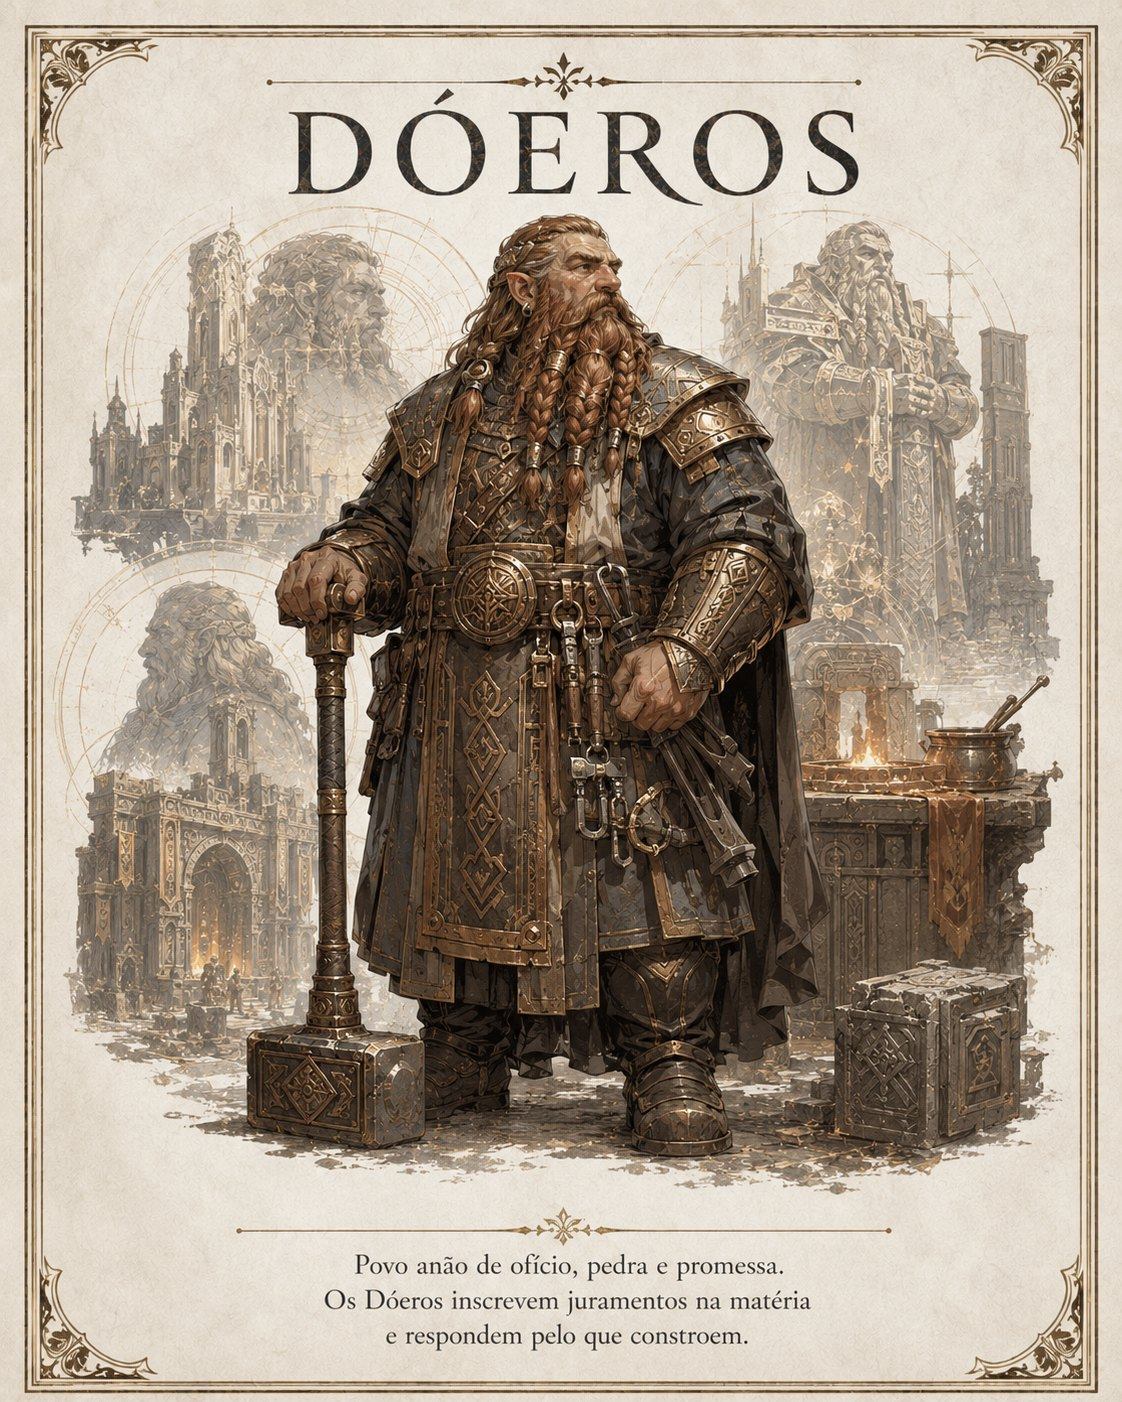 DÓEROS
Povo anão de ofício, pedra e promessa.
Os Dóeros inscrevem juramentos na matéria
e respondem pelo que constroem.